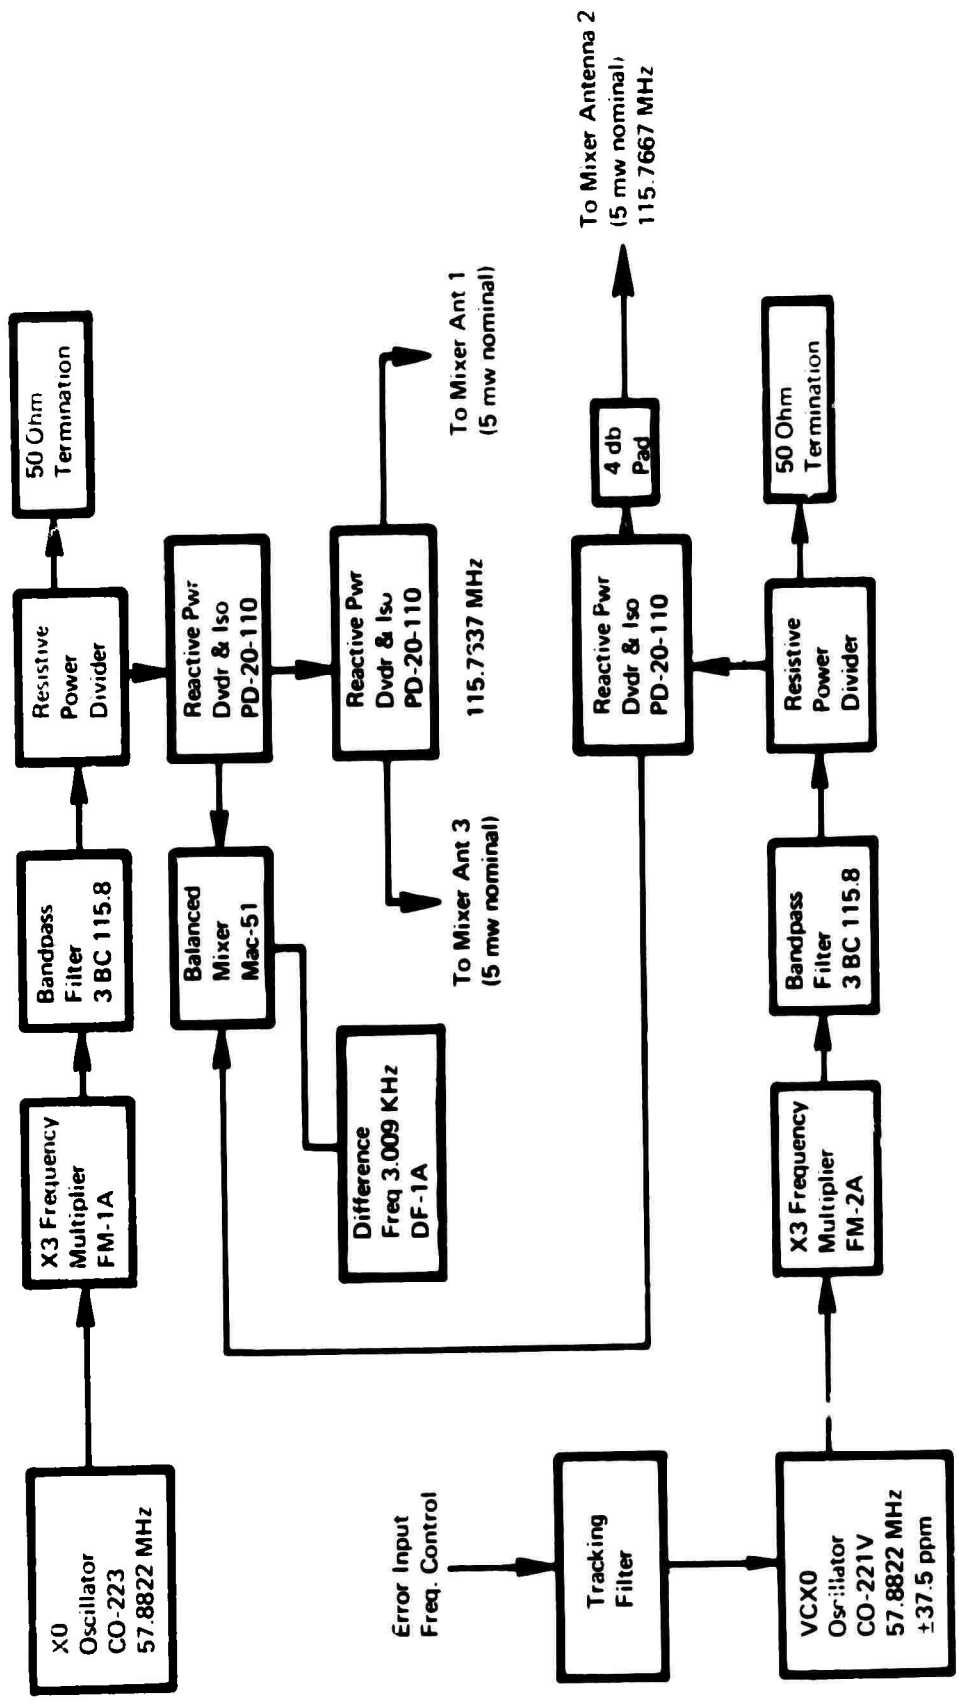 XO
Oscillator
CO-223
57.8822 MHz
X3 Frequency
Multiplier
FM-1A
Bandpass
Filter
3 BC 115.8
Resistive
Power
Divider
50 Ohm
Termination
Balanced
Mixer
Mac-51
Reactive Pwr
Dvdr & Iso
PD-20-110
Difference
Freq 3.009 KHz
DF-1A
Reactive Pwr
Dvdr & Iso
PD-20-110
To Mixer Ant 3
(5 mw nominal)
115.7637 MHz
To Mixer Ant 1
(5 mw nominal)
Error Input
Freq. Control
Tracking
Filter
Reactive Pwr
Dvdr & Iso
PD-20-110
4 db
Pad
To Mixer Antenna 2
(5 mw nominal)
115.7667 MHz
VCXO
Oscillator
CO-221V
57.8822 MHz
±37.5 ppm
X3 Frequency
Multiplier
FM-2A
Bandpass
Filter
3 BC 115.8
Resistive
Power
Divider
50 Ohm
Termination